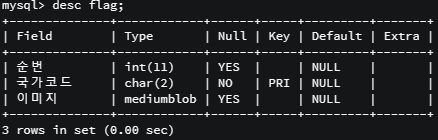 mysql> desc flag;
+----------+------------+------+-----+---------+-------+
| Field | Type | Null | Key | Default | Extra |
+----------+------------+------+-----+---------+-------+
| 순번 | int(11) | YES | | NULL | |
| 국가코드 | char(2) | NO | PRI | NULL | |
| 이미지 | mediumblob | YES | | NULL | |
+----------+------------+------+-----+---------+-------+
3 rows in set (0.00 sec)